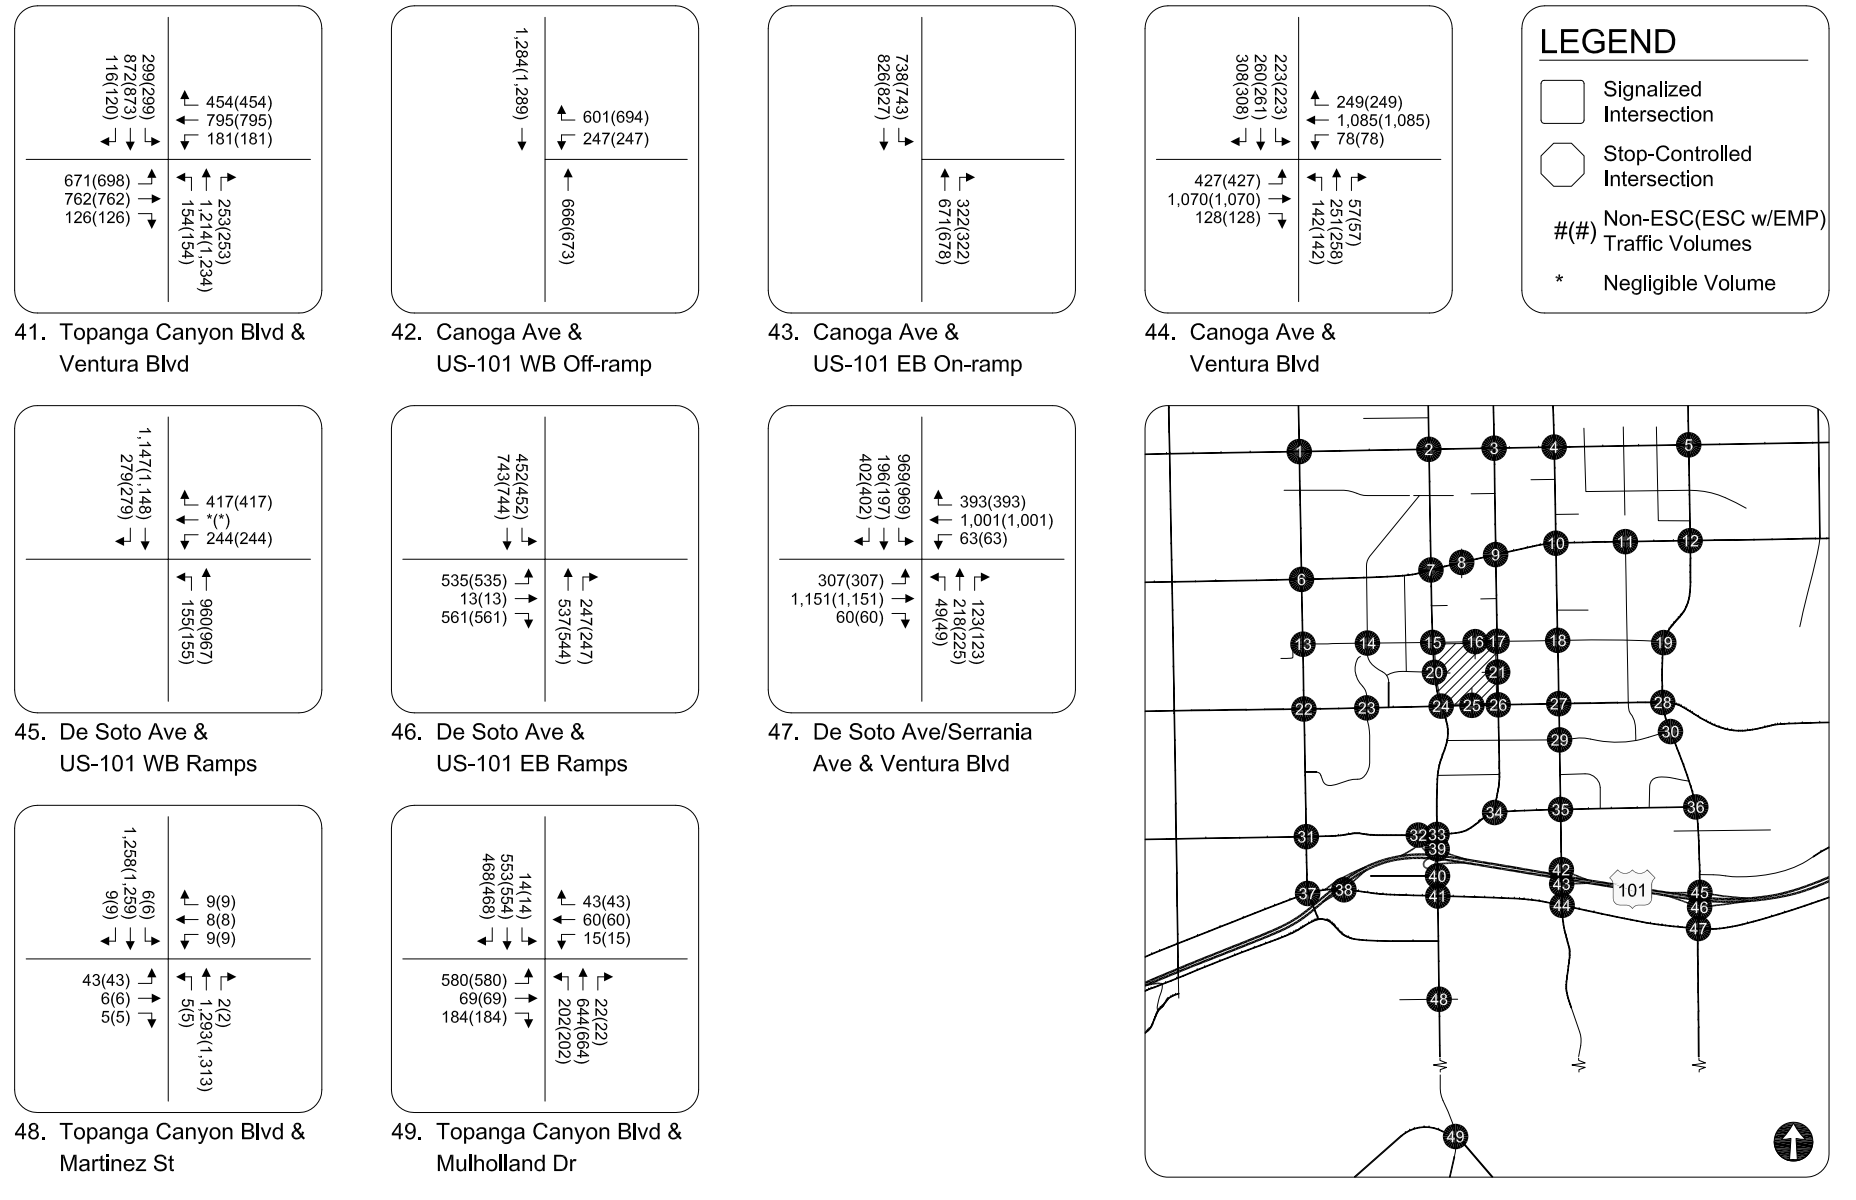 116(120)
872(873)
299(299)
454(454)
795(795)
181(181)
671(698)
762(762)
126(126)
154(154)
1,214(1,234)
253(253)
41. Topanga Canyon Blvd &
Ventura Blvd
1,284(1,289)
601(694)
247(247)
666(673)
42. Canoga Ave &
US-101 WB Off-ramp
826(827)
738(743)
671(678)
322(322)
43. Canoga Ave &
US-101 EB On-ramp
308(308)
260(261)
223(223)
249(249)
1,085(1,085)
78(78)
427(427)
1,070(1,070)
128(128)
142(142)
251(258)
57(57)
44. Canoga Ave &
Ventura Blvd
LEGEND
Signalized
Intersection
Stop-Controlled
Intersection
#(#) Non-ESC(ESC w/EMP)
Traffic Volumes
* Negligible Volume
279(279)
1,147(1,148)
417(417)
*(*)
244(244)
155(155)
960(967)
45. De Soto Ave &
US-101 WB Ramps
743(744)
452(452)
535(535)
13(13)
561(561)
537(544)
247(247)
46. De Soto Ave &
US-101 EB Ramps
402(402)
196(197)
969(969)
393(393)
1,001(1,001)
63(63)
307(307)
1,151(1,151)
60(60)
49(49)
218(225)
123(123)
47. De Soto Ave/Serrania
Ave & Ventura Blvd
9(9)
1,258(1,259)
6(6)
9(9)
8(8)
9(9)
43(43)
6(6)
5(5)
5(5)
1,293(1,313)
2(2)
48. Topanga Canyon Blvd &
Martinez St
468(468)
553(554)
14(14)
43(43)
60(60)
15(15)
580(580)
69(69)
184(184)
202(202)
644(664)
22(22)
49. Topanga Canyon Blvd &
Mulholland Dr
1 2 3 4 5
6 7 8 9 10 11 12
13 14 15 16 17 18 19
20 21
22 23 24 25 26 27 28
29 30
31 32 33 34 35 36
37 38 39 40 41 42 43 44 45 46 47
101
48
49